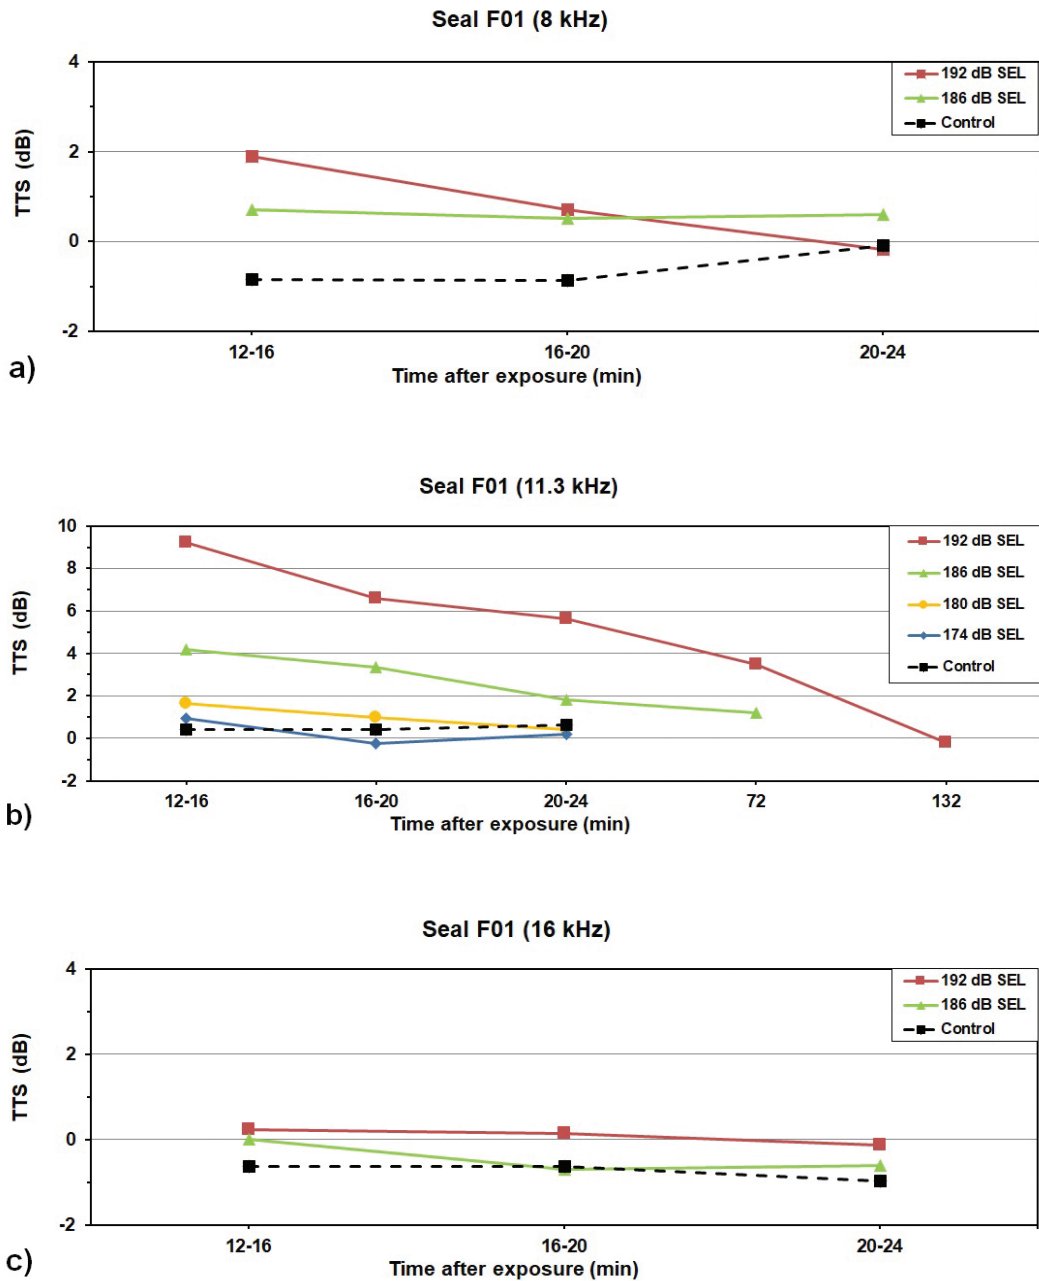 Seal F01 (8 kHz)
4
2
0
-2
TTS (dB)
192 dB SEL
186 dB SEL
Control
12-16
16-20
20-24
Time after exposure (min)
a)
Seal F01 (11.3 kHz)
10
8
6
4
2
0
-2
TTS (dB)
192 dB SEL
186 dB SEL
180 dB SEL
174 dB SEL
Control
12-16
16-20
20-24
72
132
Time after exposure (min)
b)
Seal F01 (16 kHz)
4
2
0
-2
TTS (dB)
192 dB SEL
186 dB SEL
Control
12-16
16-20
20-24
Time after exposure (min)
c)